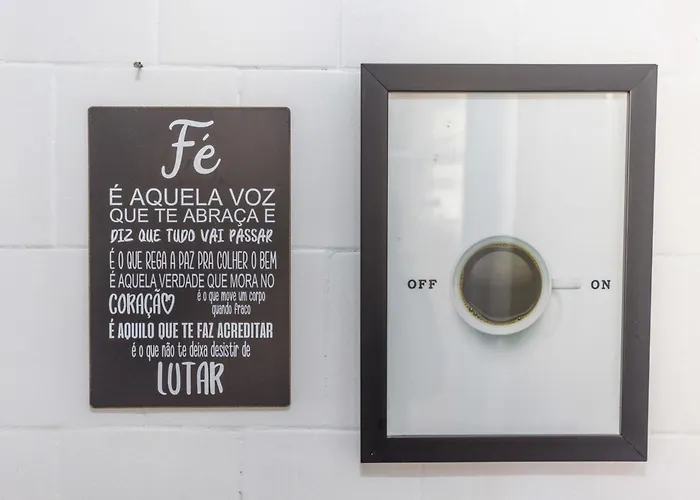 Fé
É AQUELA VOZ
QUE TE ABRAÇA E
DIZ QUE TUDO VAI PASSAR
É O QUE REGA A PAZ PRA COLHER O BEM
É AQUELA VERDADE QUE MORA NO
CORAÇÃO é o que move um corpo
quando fraco
É AQUILO QUE TE FAZ ACREDITAR
é o que não te deixa desistir de
LUTAR
OFF ON